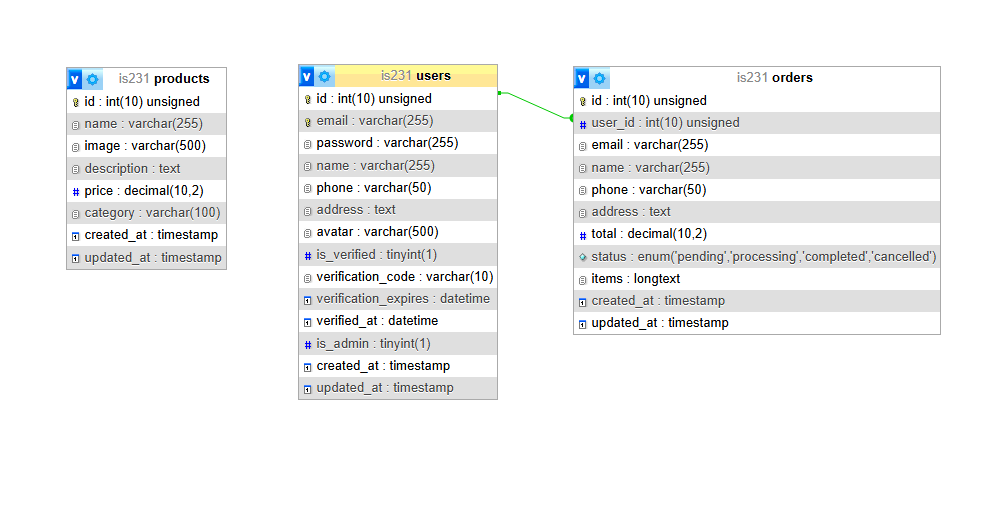 v is231 products
id : int(10) unsigned
name : varchar(255)
image : varchar(500)
description : text
# price : decimal(10,2)
category : varchar(100)
created_at : timestamp
updated_at : timestamp
v is231 users
id : int(10) unsigned
email : varchar(255)
password : varchar(255)
name : varchar(255)
phone : varchar(50)
address : text
avatar : varchar(500)
# is_verified : tinyint(1)
verification_code : varchar(10)
verification_expires : datetime
verified_at : datetime
# is_admin : tinyint(1)
created_at : timestamp
updated_at : timestamp
v is231 orders
id : int(10) unsigned
# user_id : int(10) unsigned
email : varchar(255)
name : varchar(255)
phone : varchar(50)
address : text
# total : decimal(10,2)
status : enum('pending','processing','completed','cancelled')
items : longtext
created_at : timestamp
updated_at : timestamp